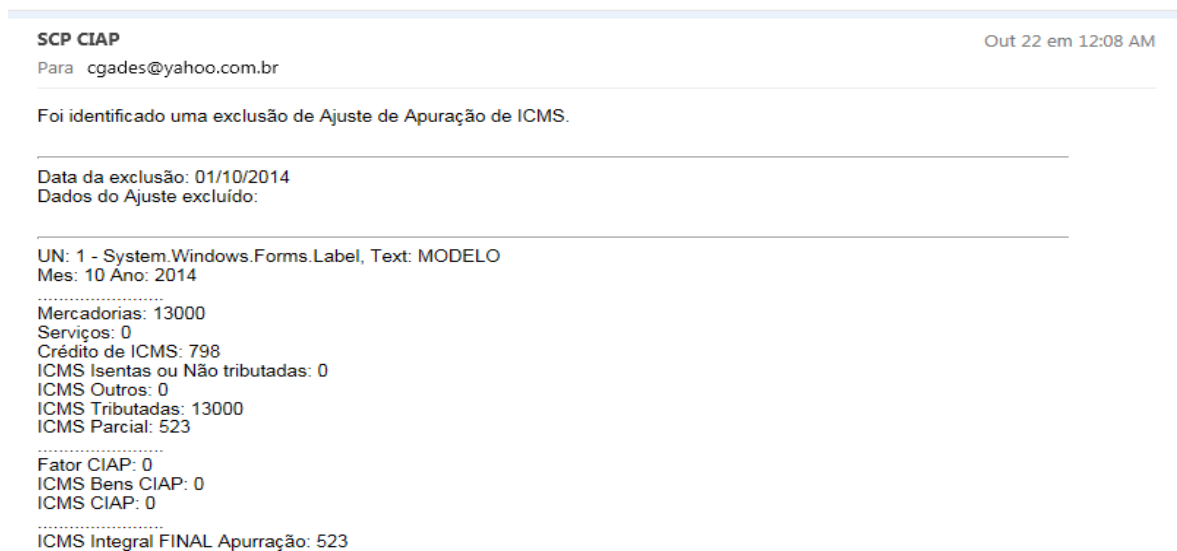 SCP CIAP
Out 22 em 12:08 AM
Para cgades@yahoo.com.br
Foi identificado uma exclusão de Ajuste de Apuração de ICMS.
Data da exclusão: 01/10/2014
Dados do Ajuste excluído:
UN: 1 - System.Windows.Forms.Label, Text: MODELO
Mes: 10 Ano: 2014
........................
Mercadorias: 13000
Serviços: 0
Crédito de ICMS: 798
ICMS Isentas ou Não tributadas: 0
ICMS Outros: 0
ICMS Tributadas: 13000
ICMS Parcial: 523
........................
Fator CIAP: 0
ICMS Bens CIAP: 0
ICMS CIAP: 0
........................
ICMS Integral FINAL Apurração: 523